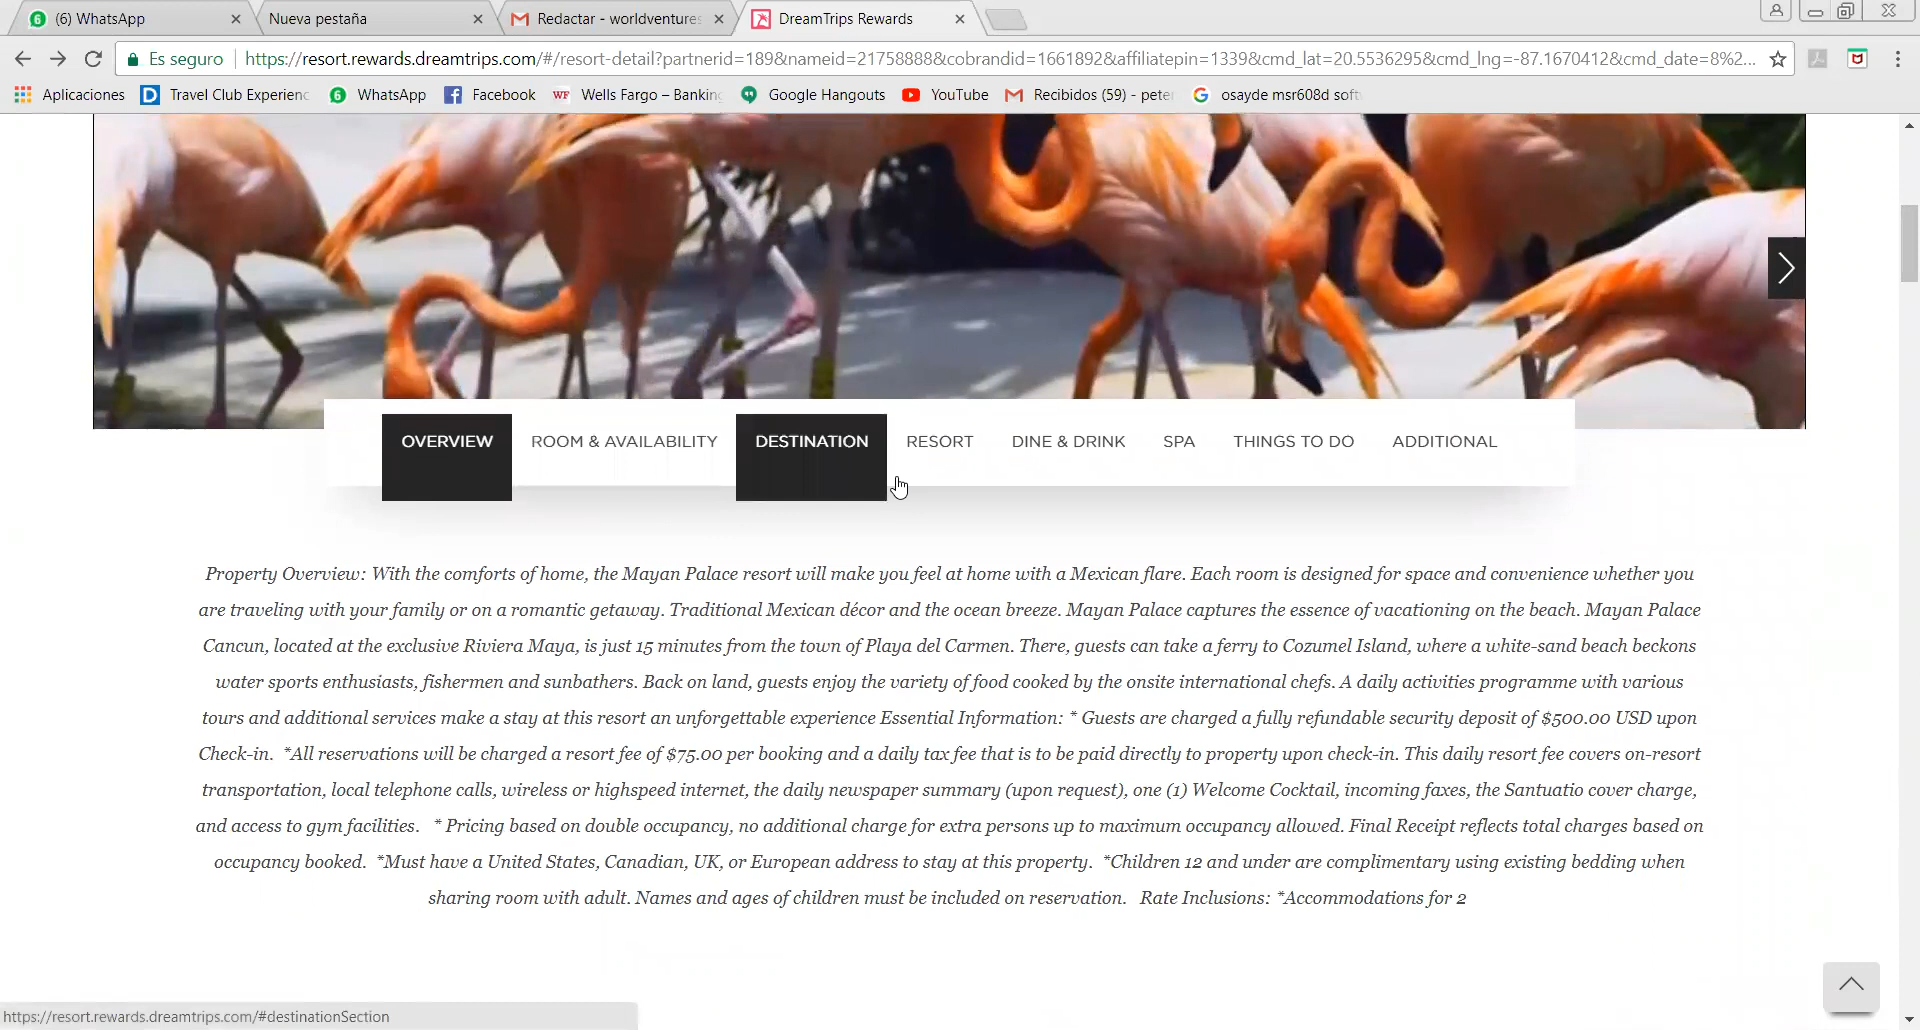 (6) WhatsApp
Nueva pestaña
Redactar - worldventures
DreamTrips Rewards
Es seguro
https://resort.rewards.dreamtrips.com/#/resort-detail?partnerid=189&nameid=21758888&cobrandid=1661892&affiliatepin=1339&cmd_lat=20.5536295&cmd_lng=-87.1670412&cmd_date=8%2...
Aplicaciones
Travel Club Experienc
WhatsApp
Facebook
Wells Fargo – Banking
Google Hangouts
YouTube
Recibidos (59) - pete
osayde msr608d soft
OVERVIEW
ROOM & AVAILABILITY
DESTINATION
RESORT
DINE & DRINK
SPA
THINGS TO DO
ADDITIONAL
Property Overview: With the comforts of home, the Mayan Palace resort will make you feel at home with a Mexican flare. Each room is designed for space and convenience whether you
are traveling with your family or on a romantic getaway. Traditional Mexican décor and the ocean breeze. Mayan Palace captures the essence of vacationing on the beach. Mayan Palace
Cancun, located at the exclusive Riviera Maya, is just 15 minutes from the town of Playa del Carmen. There, guests can take a ferry to Cozumel Island, where a white-sand beach beckons
water sports enthusiasts, fishermen and sunbathers. Back on land, guests enjoy the variety of food cooked by the onsite international chefs. A daily activities programme with various
tours and additional services make a stay at this resort an unforgettable experience Essential Information: * Guests are charged a fully refundable security deposit of $500.00 USD upon
Check-in. *All reservations will be charged a resort fee of $75.00 per booking and a daily tax fee that is to be paid directly to property upon check-in. This daily resort fee covers on-resort
transportation, local telephone calls, wireless or highspeed internet, the daily newspaper summary (upon request), one (1) Welcome Cocktail, incoming faxes, the Santuatio cover charge,
and access to gym facilities. * Pricing based on double occupancy, no additional charge for extra persons up to maximum occupancy allowed. Final Receipt reflects total charges based on
occupancy booked. *Must have a United States, Canadian, UK, or European address to stay at this property. *Children 12 and under are complimentary using existing bedding when
sharing room with adult. Names and ages of children must be included on reservation. Rate Inclusions: *Accommodations for 2
https://resort.rewards.dreamtrips.com/#destinationSection